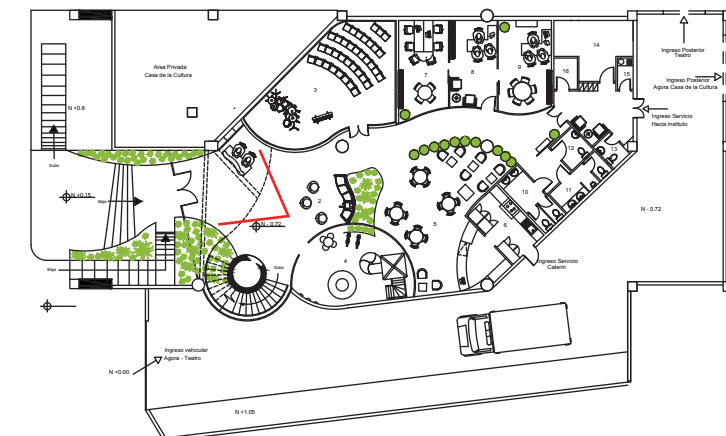 Area Privada
Casa de la Cultura
N +0.8
Sube
N +0.15
Baja
Baja
Sube
N - 0.72
1
2
3
4
5
6
7
8
9
10
11
12
13
14
15
16
Ingreso Posterior
Teatro
Ingreso Posterior
Agora Casa de la Cultura
Ingreso Servicio
Hacia instituto
N - 0.72
Ingreso Servicio
Caterin
Ingreso vehicular
Agora - Teatro
N +0.00
N +1.05